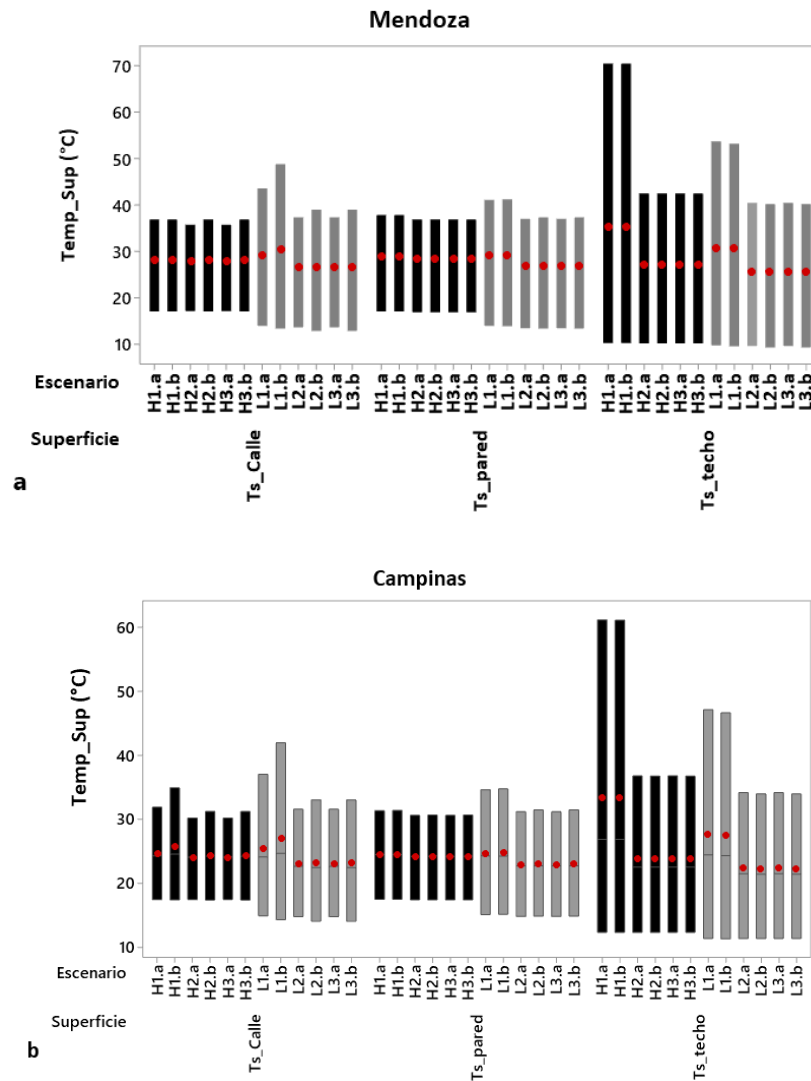 Mendoza
Temp_Sup (°C)
70
60
50
40
30
20
10
Escenario
H1.a H1.b H2.a H2.b H3.a H3.b L1.a L1.b L2.a L2.b L3.a L3.b H1.a H1.b H2.a H2.b H3.a H3.b L1.a L1.b L2.a L2.b L3.a L3.b H1.a H1.b H2.a H2.b H3.a H3.b L1.a L1.b L2.a L2.b L3.a L3.b
Superficie
Ts_Calle Ts_pared Ts_techo
a
Campinas
Temp_Sup (°C)
60
50
40
30
20
10
Escenario
H1.a H1.b H2.a H2.b H3.a H3.b L1.a L1.b L2.a L2.b L3.a L3.b H1.a H1.b H2.a H2.b H3.a H3.b L1.a L1.b L2.a L2.b L3.a L3.b H1.a H1.b H2.a H2.b H3.a H3.b L1.a L1.b L2.a L2.b L3.a L3.b
Superficie
Ts_Calle Ts_pared Ts_techo
b